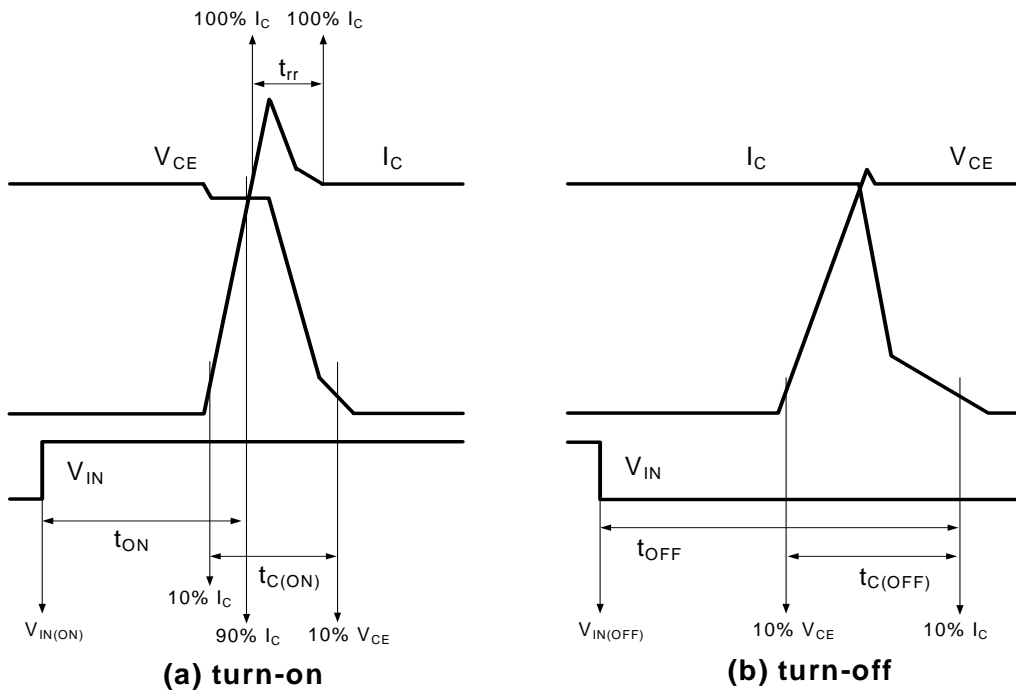 100% I_C 100% I_C
t_rr
V_CE I_C
I_C V_CE
V_IN
V_IN
t_ON
t_OFF
t_C(ON)
t_C(OFF)
10% I_C
V_IN(ON)
90% I_C
10% V_CE
V_IN(OFF)
10% V_CE
10% I_C
(a) turn-on
(b) turn-off